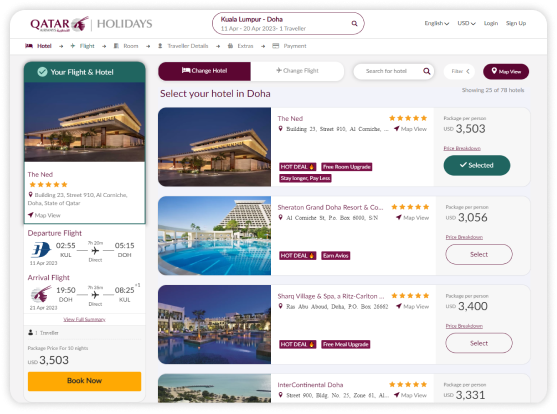 QATAR AIRWAYS HOLIDAYS
Kuala Lumpur - Doha
11 Apr - 20 Apr 2023- 1 Traveller
English USD Login Sign Up
Hotel Flight Room Traveller Details Extras Payment
Your Flight & Hotel
The Ned
Building 23, Street 910, Al Corniche,
Doha, State of Qatar
Map View
Departure Flight
02:55 7h 20m 05:15
KUL Direct DOH
11 Apr 2023
Arrival Flight
19:50 7h 35m 08:25 +1
DOH Direct KUL
View Full Summary
1 Traveller
Package Price For 10 nights
USD 3,503
Book Now
Change Hotel
Change Flight
Search for hotel
Filter
Map View
Select your hotel in Doha
Showing 25 of 78 hotels
The Ned
Building 23, Street 910, Al Corniche, ... Map View
HOT DEAL Free Room Upgrade
Stay longer, Pay Less
Package per person
USD 3,503
Price Breakdown
Selected
Sheraton Grand Doha Resort & Co...
Al Corniche St, P.o. Box 6000, S/N Map View
HOT DEAL Earn Avios
Package per person
USD 3,056
Price Breakdown
Select
Sharq Village & Spa, a Ritz-Carlton ...
Ras Abu Aboud, Doha, P.O. Box 26662 Map View
HOT DEAL Free Meal Upgrade
Package per person
USD 3,400
Price Breakdown
Select
InterContinental Doha
Street 900, Bldg. No. 25, Zone 61, Al... Map View
Package per person
USD 3,331